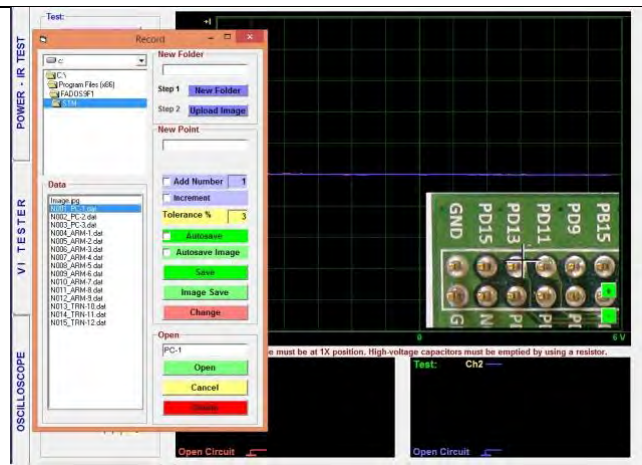 Test:
POWER - IR TEST
VI TESTER
OSCILLOSCOPE
Record
c:
C:\
Program Files (x86)
FADOS9F1
STM
New Folder
Step 1
New Folder
Step 2
Upload Image
New Point
Data
Image.jpg
N001_PC-1.dat
N002_PC-2.dat
N003_PC-3.dat
N004_ARM-1.dat
N005_ARM-2.dat
N006_ARM-3.dat
N007_ARM-4.dat
N008_ARM-5.dat
N009_ARM-6.dat
N010_ARM-7.dat
N011_ARM-8.dat
N012_ARM-9.dat
N013_TRN-10.dat
N014_TRN-11.dat
N015_TRN-12.dat
Add Number 1
Increment
Tolerance % 3
Autosave
Autosave Image
Save
Image Save
Change
Open
PC-1
Open
Cancel
Delete
+I
GND
PD15
PD13
PD11
PD9
PB15
+
-
0
6 V
e must be at 1X position. High-voltage capacitors must be emptied by using a resistor.
Test:
Ch2
Open Circuit
Open Circuit